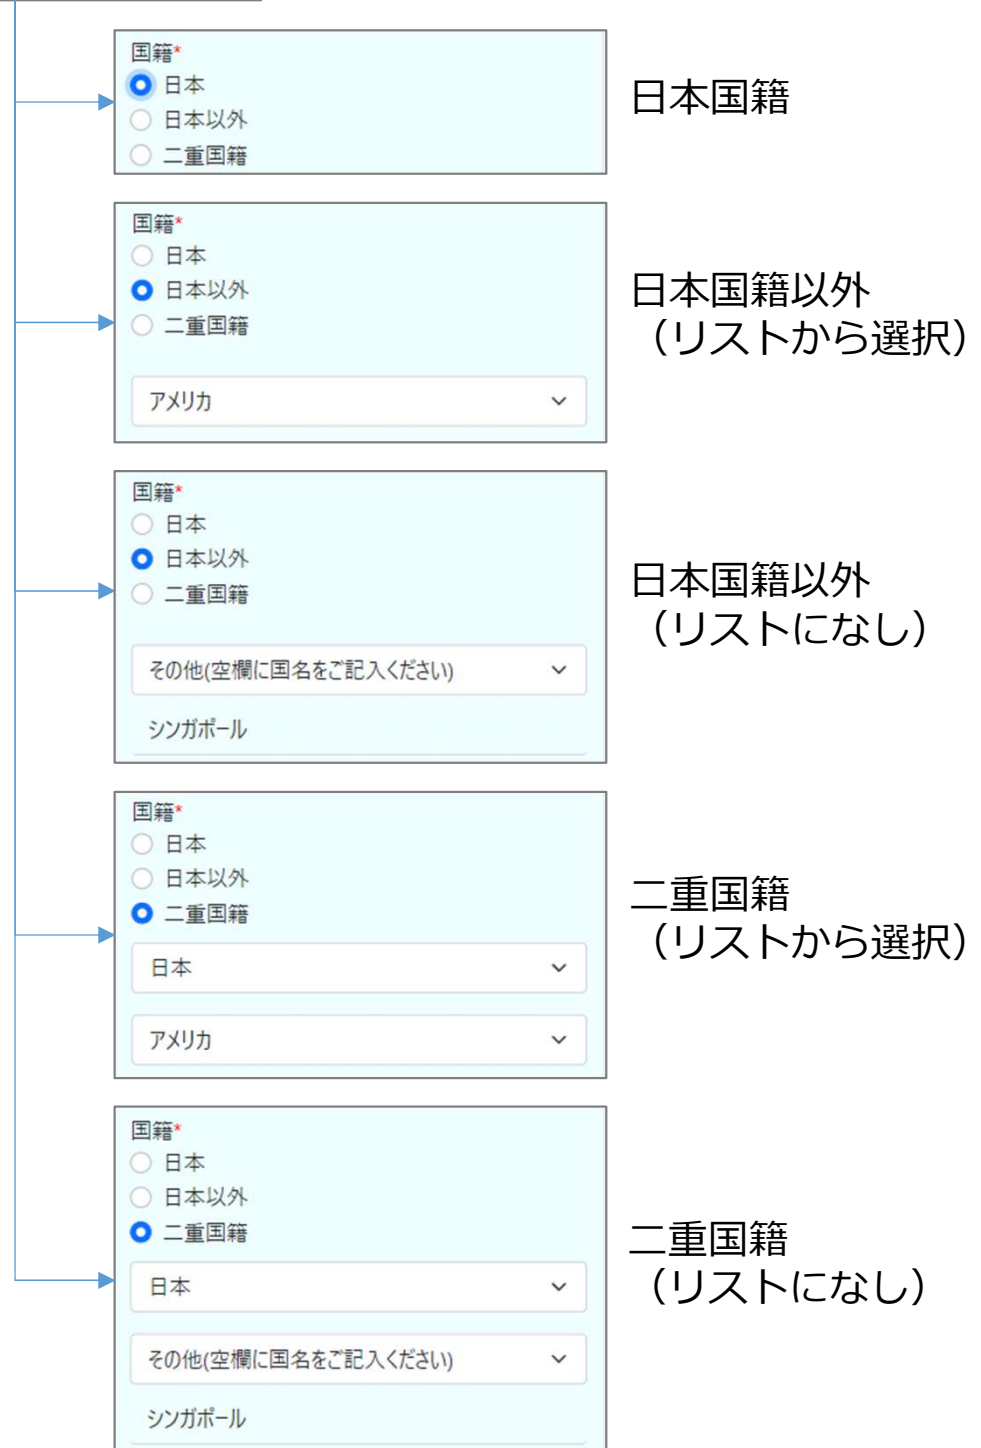 国籍*
日本
日本以外
二重国籍
日本国籍
国籍*
日本
日本以外
二重国籍
アメリカ
日本国籍以外
（リストから選択）
国籍*
日本
日本以外
二重国籍
その他(空欄に国名をご記入ください)
シンガポール
日本国籍以外
（リストになし）
国籍*
日本
日本以外
二重国籍
日本
アメリカ
二重国籍
（リストから選択）
国籍*
日本
日本以外
二重国籍
日本
その他(空欄に国名をご記入ください)
シンガポール
二重国籍
（リストになし）